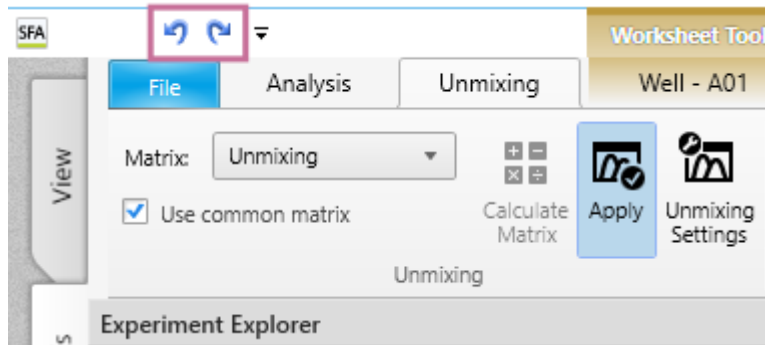 SFA
Worksheet Tool
File
Analysis
Unmixing
Well - A01
View
Matrix:
Unmixing
Use common matrix
Calculate
Matrix
Apply
Unmixing
Settings
Unmixing
Experiment Explorer
s